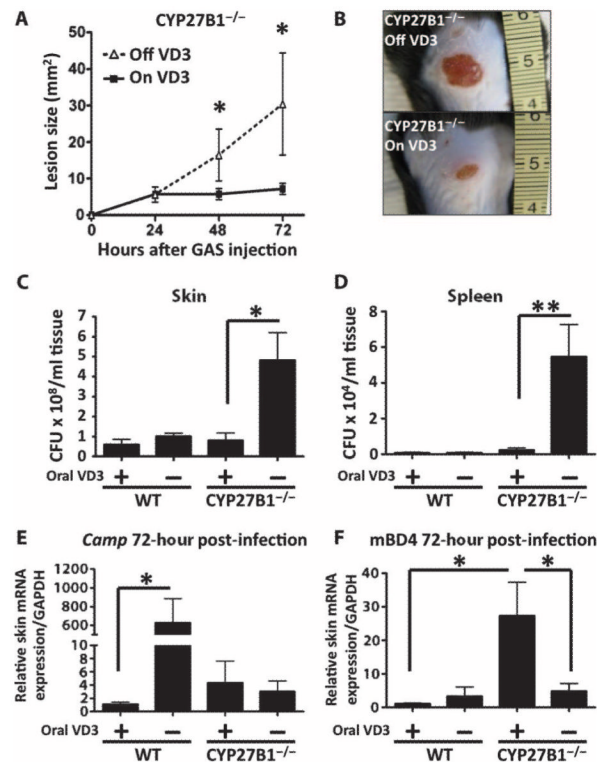 A
CYP27B1−/−
Lesion size (mm²)
50
40
30
20
10
0
Off VD3
On VD3
*
*
0 24 48 72
Hours after GAS injection
B
CYP27B1−/−
Off VD3
5
4
CYP27B1−/−
On VD3
6
5
4
C
Skin
CFU x 10⁸/ml tissue
7
6
5
4
3
2
1
0
*
Oral VD3 + − + −
WT CYP27B1−/−
D
Spleen
CFU x 10⁴/ml tissue
8
6
4
2
0
**
Oral VD3 + − + −
WT CYP27B1−/−
E
Camp 72-hour post-infection
Relative skin mRNA
expression/GAPDH
1200
1000
800
600
10
8
6
4
2
0
*
Oral VD3 + − + −
WT CYP27B1−/−
F
mBD4 72-hour post-infection
Relative skin mRNA
expression/GAPDH
40
30
20
10
0
*
*
Oral VD3 + − + −
WT CYP27B1−/−